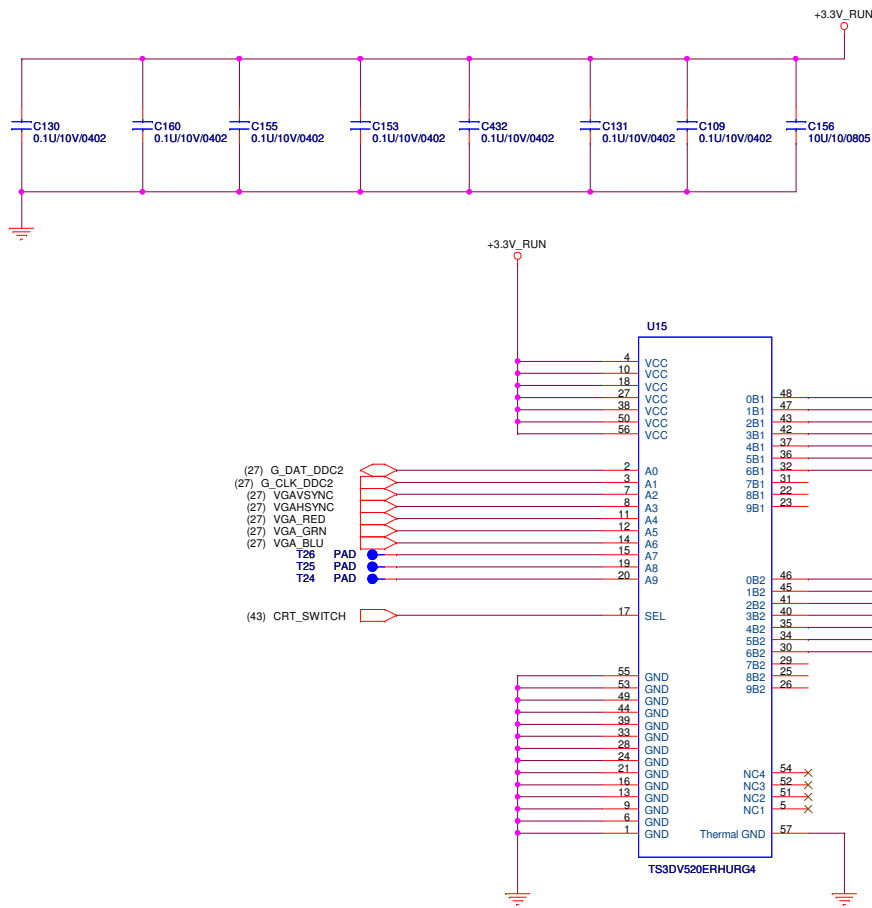 +3.3V_RUN
C130
0.1U/10V/0402
C160
0.1U/10V/0402
C155
0.1U/10V/0402
C153
0.1U/10V/0402
C432
0.1U/10V/0402
C131
0.1U/10V/0402
C109
0.1U/10V/0402
C156
10U/10/0805
+3.3V_RUN
U15
4 VCC
10 VCC
18 VCC
27 VCC
38 VCC
50 VCC
56 VCC
0B1 48
1B1 47
2B1 43
3B1 42
4B1 37
5B1 36
6B1 32
7B1 31
8B1 22
9B1 23
(27) G_DAT_DDC2 2 A0
(27) G_CLK_DDC2 3 A1
(27) VGAVSYNC 7 A2
(27) VGAHSYNC 8 A3
(27) VGA_RED 11 A4
(27) VGA_GRN 12 A5
(27) VGA_BLU 14 A6
T26 PAD 15 A7
T25 PAD 19 A8
T24 PAD 20 A9
(43) CRT_SWITCH 17 SEL
0B2 46
1B2 45
2B2 41
3B2 40
4B2 35
5B2 34
6B2 30
7B2 29
8B2 25
9B2 26
55 GND
53 GND
49 GND
44 GND
39 GND
33 GND
28 GND
24 GND
21 GND
16 GND
13 GND
9 GND
6 GND
1 GND
NC4 54
NC3 52
NC2 51
NC1 5
Thermal GND 57
TS3DV520ERHURG4